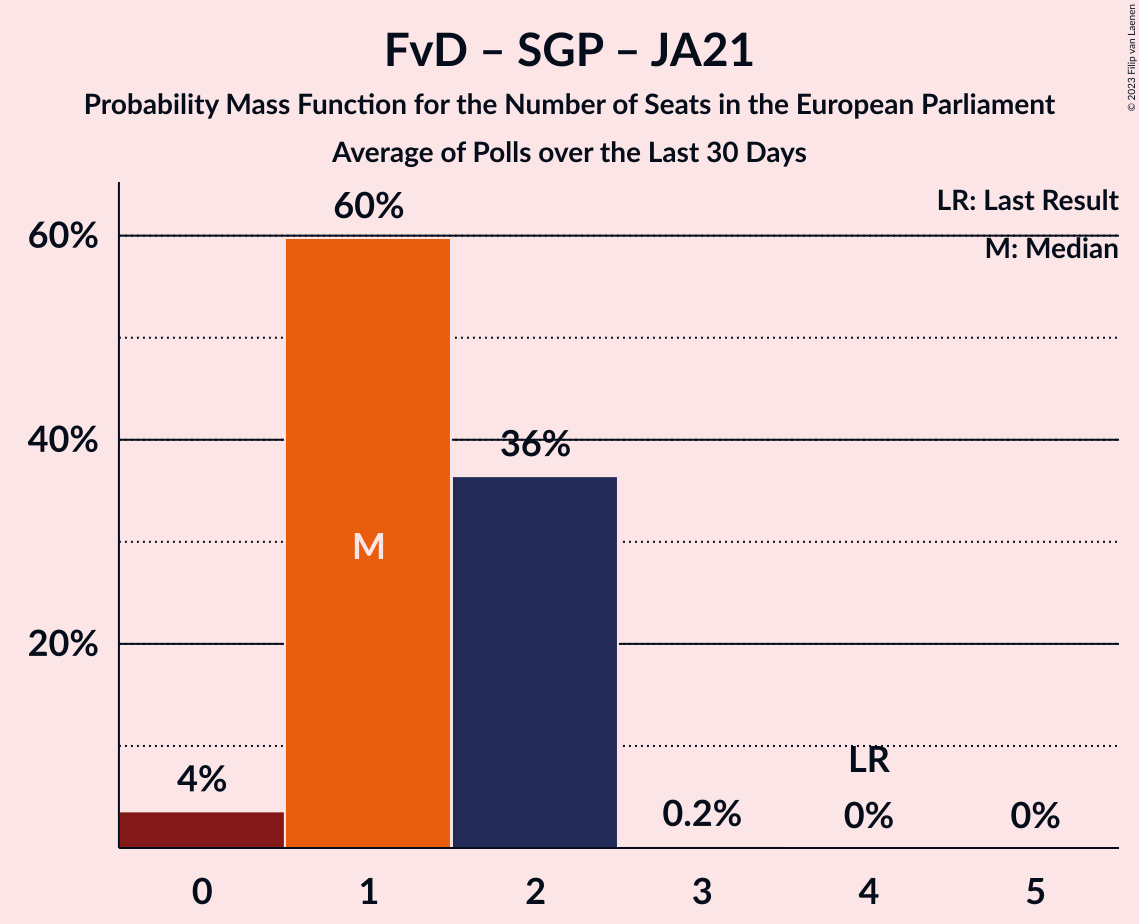 FvD – SGP – JA21
Probability Mass Function for the Number of Seats in the European Parliament
Average of Polls over the Last 30 Days
© 2023 Filip van Laenen
LR: Last Result
M: Median
60%
40%
20%
4%
60%
M
36%
0.2%
LR
0%
0%
0 1 2 3 4 5